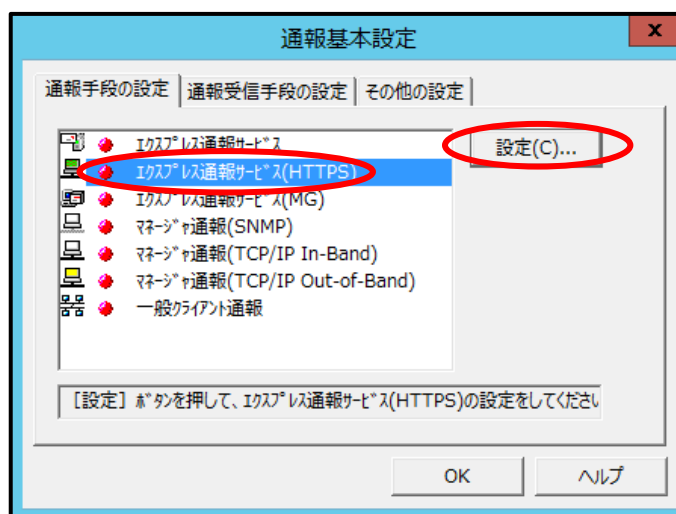 通報基本設定
x
通報手段の設定 通報受信手段の設定 その他の設定
ｴｸｽﾌﾟﾚｽ通報ｻｰﾋﾞｽ
設定(C)...
ｴｸｽﾌﾟﾚｽ通報ｻｰﾋﾞｽ(HTTPS)
ｴｸｽﾌﾟﾚｽ通報ｻｰﾋﾞｽ(MG)
ﾏﾈｰｼﾞｬ通報(SNMP)
ﾏﾈｰｼﾞｬ通報(TCP/IP In-Band)
ﾏﾈｰｼﾞｬ通報(TCP/IP Out-of-Band)
一般ｸﾗｲｱﾝﾄ通報
［設定］ﾎﾞﾀﾝを押して、ｴｸｽﾌﾟﾚｽ通報ｻｰﾋﾞｽ(HTTPS)の設定をしてください
OK ヘルプ